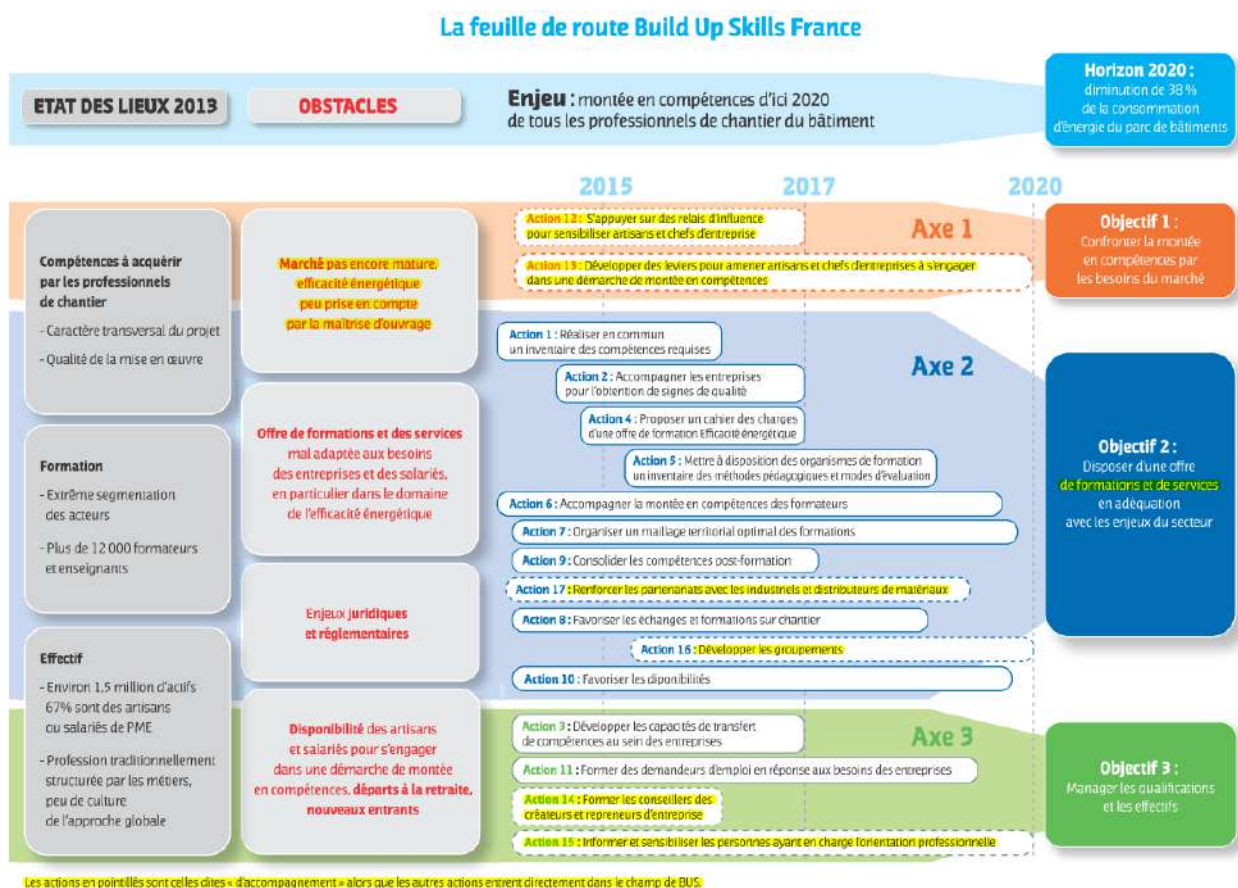 La feuille de route Build Up Skills France
ETAT DES LIEUX 2013
OBSTACLES
Enjeu : montée en compétences d'ici 2020
de tous les professionnels de chantier du bâtiment
Horizon 2020 :
diminution de 38 %
de la consommation
d'énergie du parc de bâtiments
2015
2017
2020
Compétences à acquérir
par les professionnels
de chantier
- Caractère transversal du projet
- Qualité de la mise en œuvre
Formation
- Extrême segmentation
des acteurs
- Plus de 12 000 formateurs
et enseignants
Effectif
- Environ 1,5 million d'actifs
67% sont des artisans
ou salariés de PME
- Profession traditionnellement
structurée par les métiers,
peu de culture
de l'approche globale
Marché pas encore mature,
efficacité énergétique
peu prise en compte
par la maîtrise d'ouvrage
Offre de formations et des services
mal adaptée aux besoins
des entreprises et des salariés,
en particulier dans le domaine
de l'efficacité énergétique
Enjeux juridiques
et réglementaires
Disponibilité des artisans
et salariés pour s'engager
dans une démarche de montée
en compétences, départs à la retraite,
nouveaux entrants
Axe 1
Action 12 : S'appuyer sur des relais d'influence
pour sensibiliser artisans et chefs d'entreprise
Action 13 : Développer des leviers pour amener artisans et chefs d'entreprises à s'engager
dans une démarche de montée en compétences
Objectif 1 :
Confronter la montée
en compétences par
les besoins du marché
Axe 2
Action 1 : Réaliser en commun
un inventaire des compétences requises
Action 2 : Accompagner les entreprises
pour l'obtention de signes de qualité
Action 4 : Proposer un cahier des charges
d'une offre de formation Efficacité énergétique
Action 5 : Mettre à disposition des organismes de formation
un inventaire des méthodes pédagogiques et modes d'évaluation
Action 6 : Accompagner la montée en compétences des formateurs
Action 7 : Organiser un maillage territorial optimal des formations
Action 9 : Consolider les compétences post-formation
Action 17 : Renforcer les partenariats avec les industriels et distributeurs de matériaux
Action 8 : Favoriser les échanges et formations sur chantier
Action 16 : Développer les groupements
Action 10 : Favoriser les diponibilités
Objectif 2 :
Disposer d'une offre
de formations et de services
en adéquation
avec les enjeux du secteur
Axe 3
Action 3 : Développer les capacités de transfert
de compétences au sein des entreprises
Action 11 : Former des demandeurs d'emploi en réponse aux besoins des entreprises
Action 14 : Former les conseillers des
créateurs et repreneurs d'entreprise
Action 15 : Informer et sensibiliser les personnes ayant en charge l'orientation professionnelle
Objectif 3 :
Manager les qualifications
et les effectifs
Les actions en pointillés sont celles dites « d'accompagnement » alors que les autres actions entrent directement dans le champ de BUS.